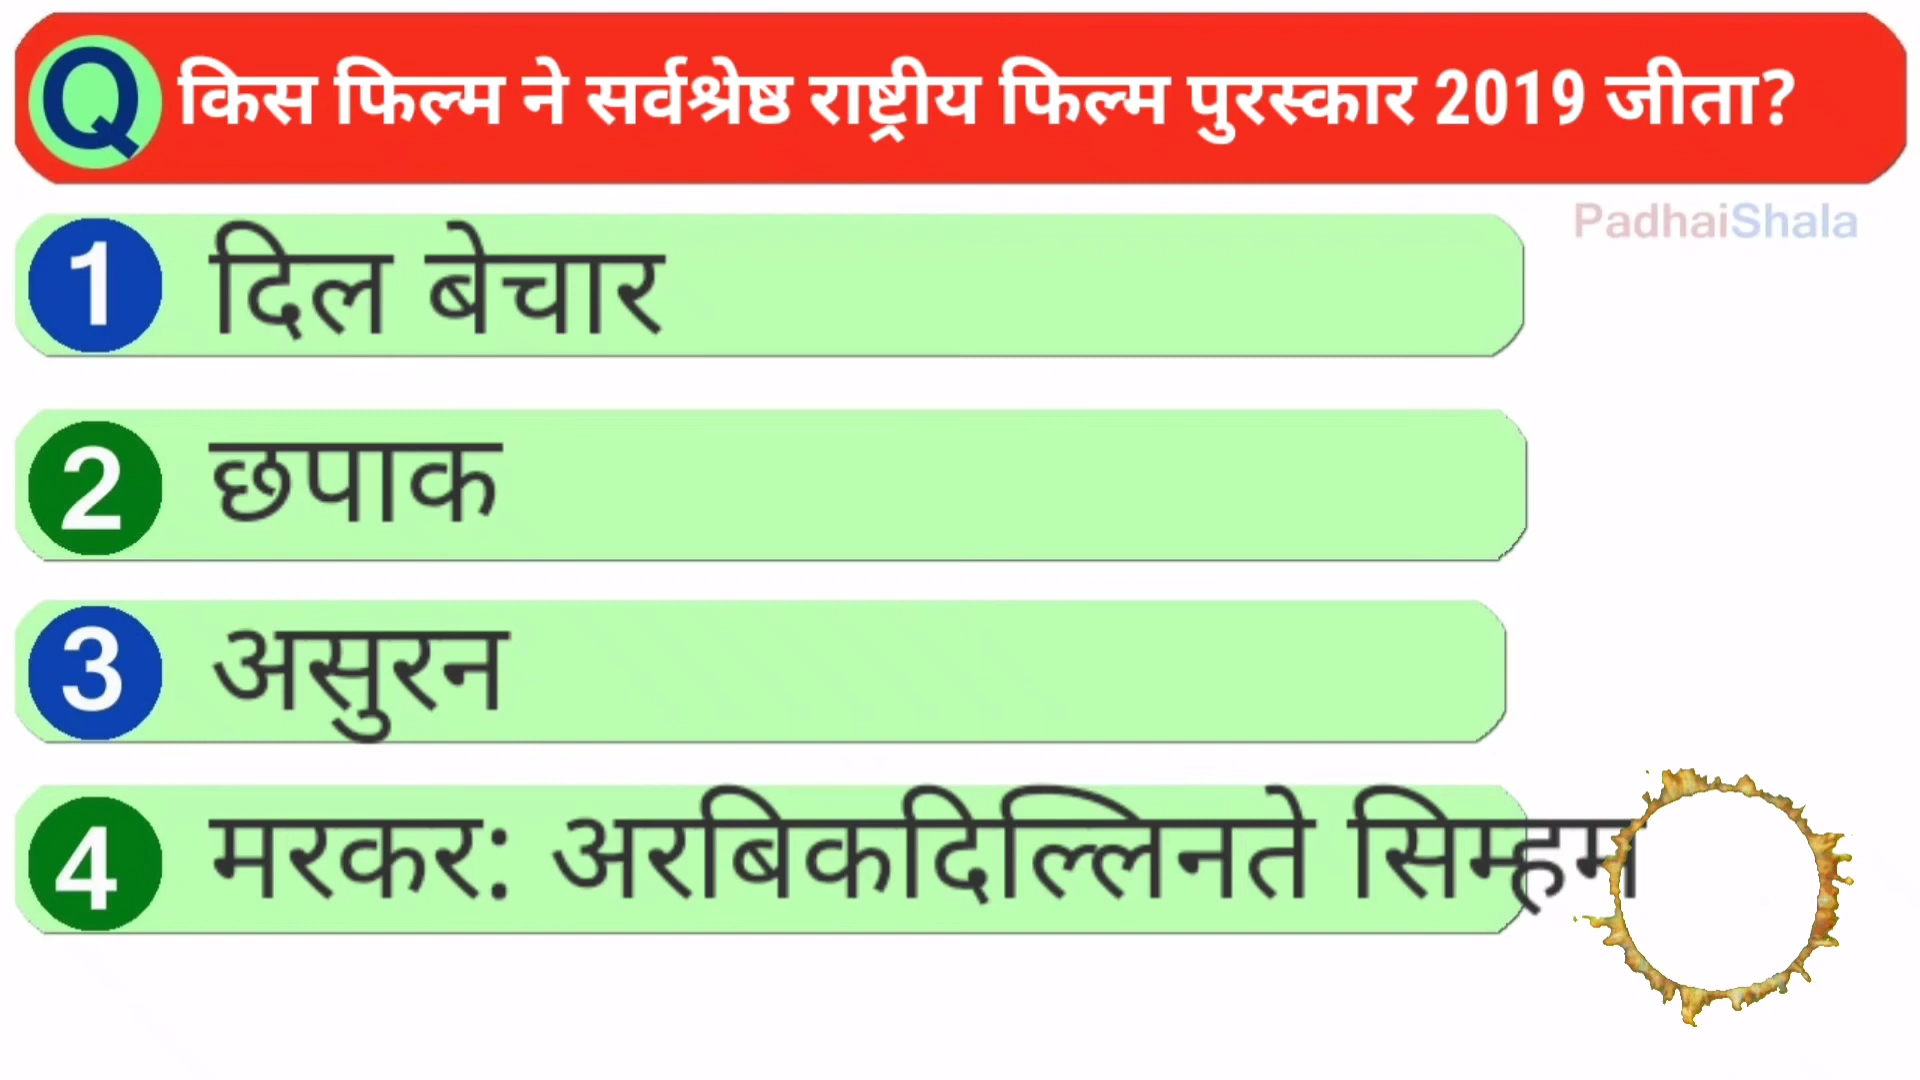 Q किस फिल्म ने सर्वश्रेष्ठ राष्ट्रीय फिल्म पुरस्कार 2019 जीता?
PadhaiShala
1 दिल बेचार
2 छपाक
3 असुरन
4 मरकर: अरबिकदिल्लिनते सिम्हम